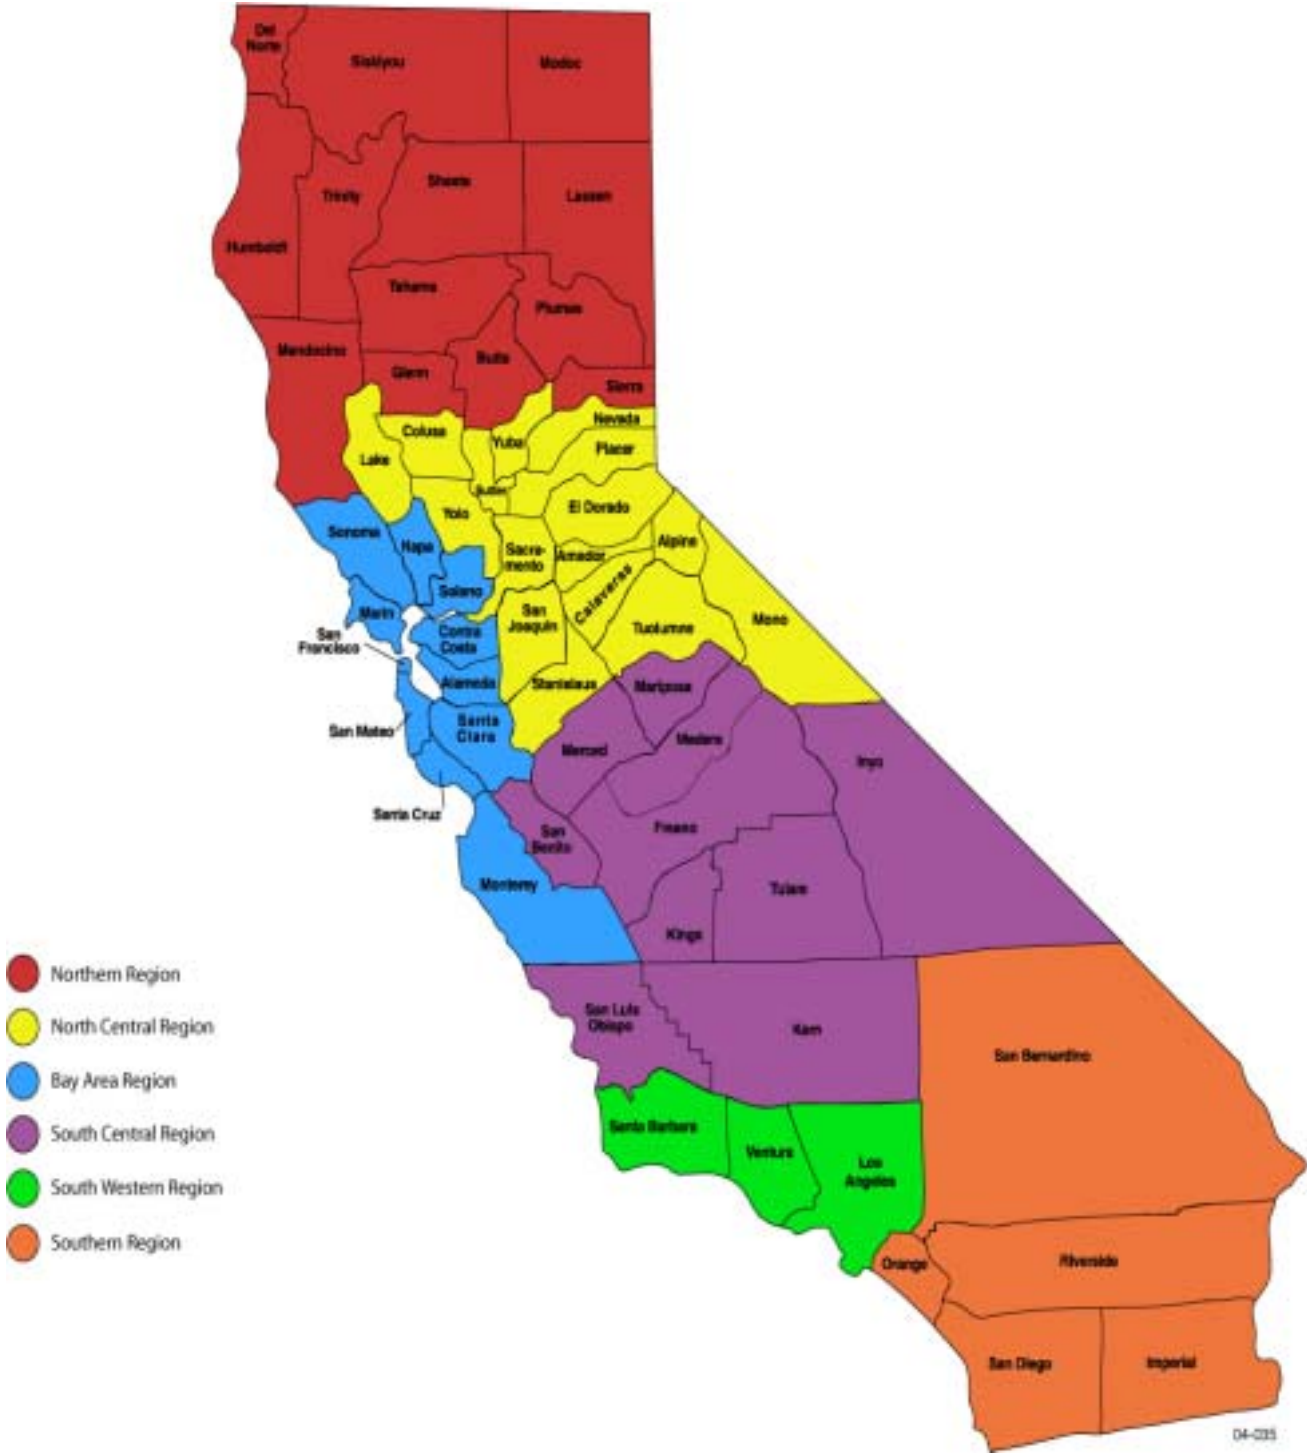 Del
Norte
Siskiyou
Modoc
Shasta
Trinity
Lassen
Humboldt
Tehama
Plumas
Mendocino
Butte
Glenn
Sierra
Nevada
Colusa
Yuba
Placer
Lake
Sutter
El Dorado
Yolo
Sonoma
Napa
Sacra-
mento
Amador
Alpine
Solano
Calaveras
Marin
San
Joaquin
Mono
Tuolumne
San
Francisco
Contra
Costa
Alameda
Stanislaus
Mariposa
San Mateo
Santa
Clara
Merced
Madera
Inyo
Santa Cruz
San
Benito
Fresno
Monterey
Tulare
Kings
San Luis
Obispo
Kern
San Bernardino
Santa Barbara
Ventura
Los
Angeles
Orange
Riverside
San Diego
Imperial
Northern Region
North Central Region
Bay Area Region
South Central Region
South Western Region
Southern Region
04-035